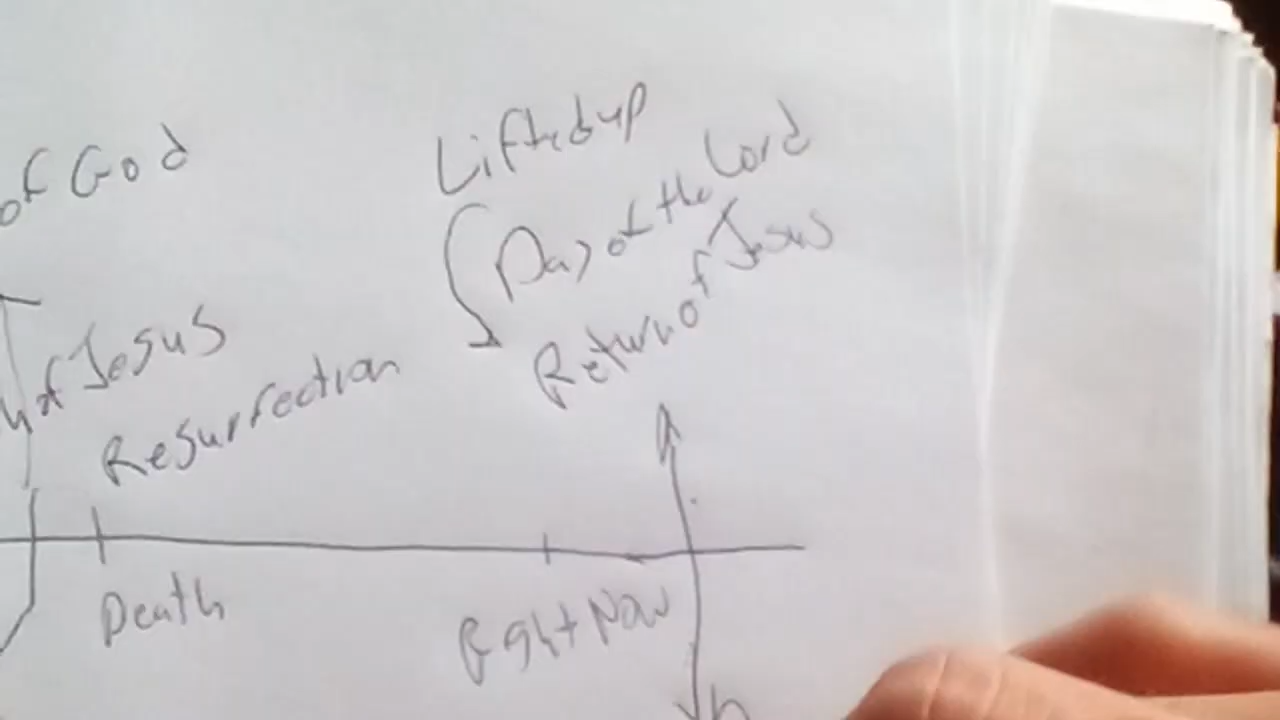 of God
Lifted up
Day of the Lord
Return of Jesus
of Jesus
Resurrection
Death
Right Now